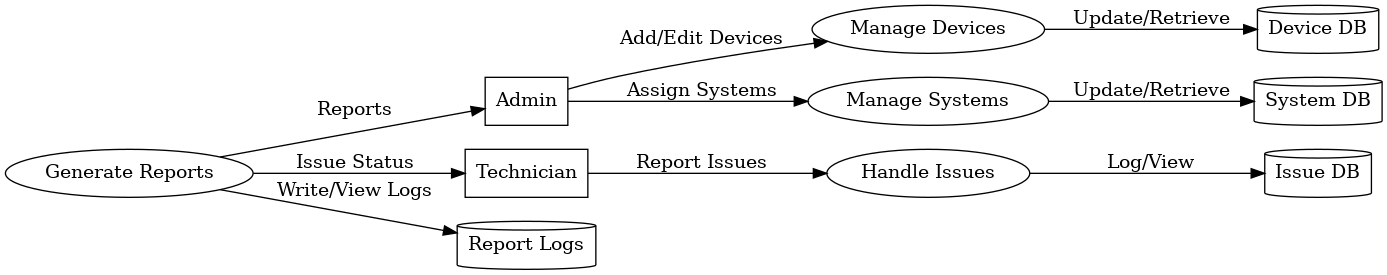 Manage Devices
Update/Retrieve
Device DB
Add/Edit Devices
Admin
Assign Systems
Manage Systems
Update/Retrieve
System DB
Reports
Generate Reports
Issue Status
Technician
Report Issues
Handle Issues
Log/View
Issue DB
Write/View Logs
Report Logs